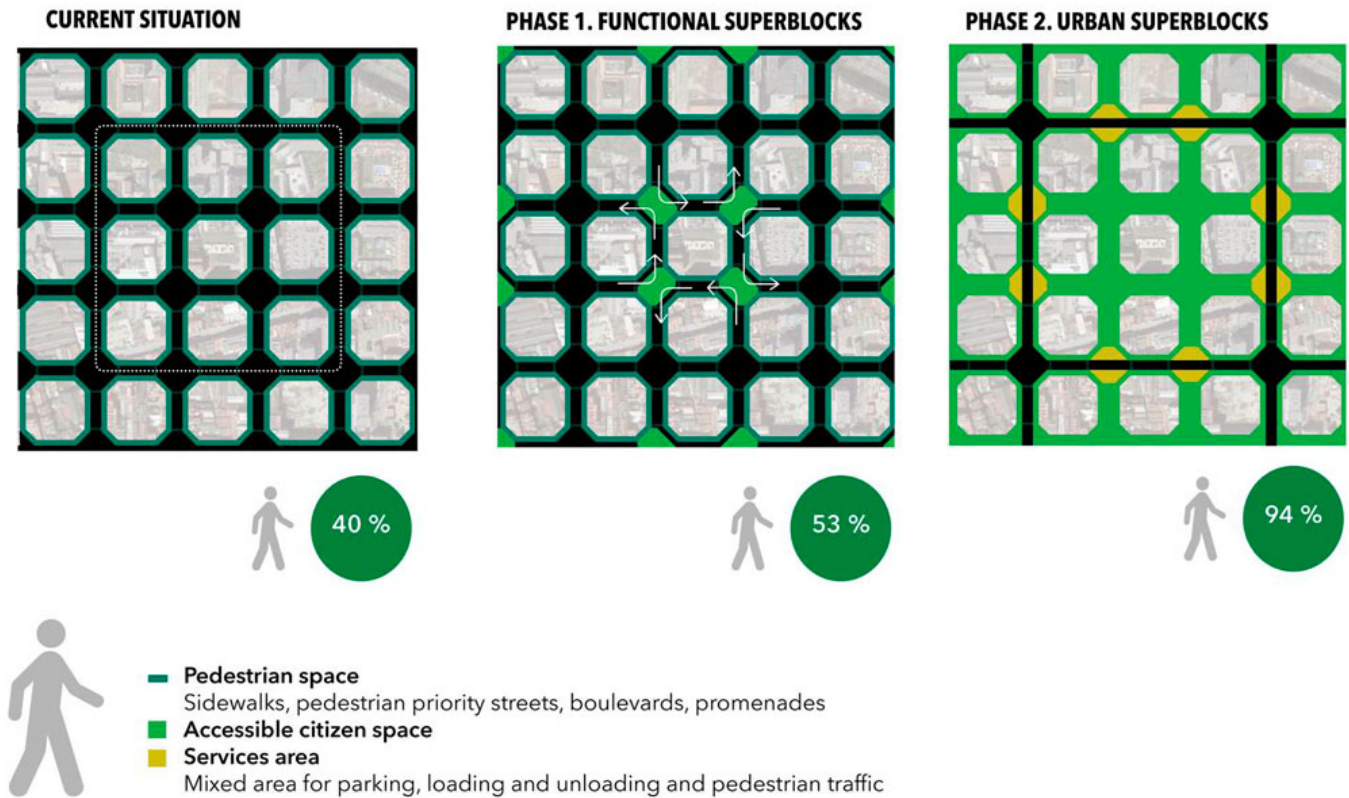 CURRENT SITUATION
PHASE 1. FUNCTIONAL SUPERBLOCKS
PHASE 2. URBAN SUPERBLOCKS
40 %
53 %
94 %
Pedestrian space
Sidewalks, pedestrian priority streets, boulevards, promenades
Accessible citizen space
Services area
Mixed area for parking, loading and unloading and pedestrian traffic